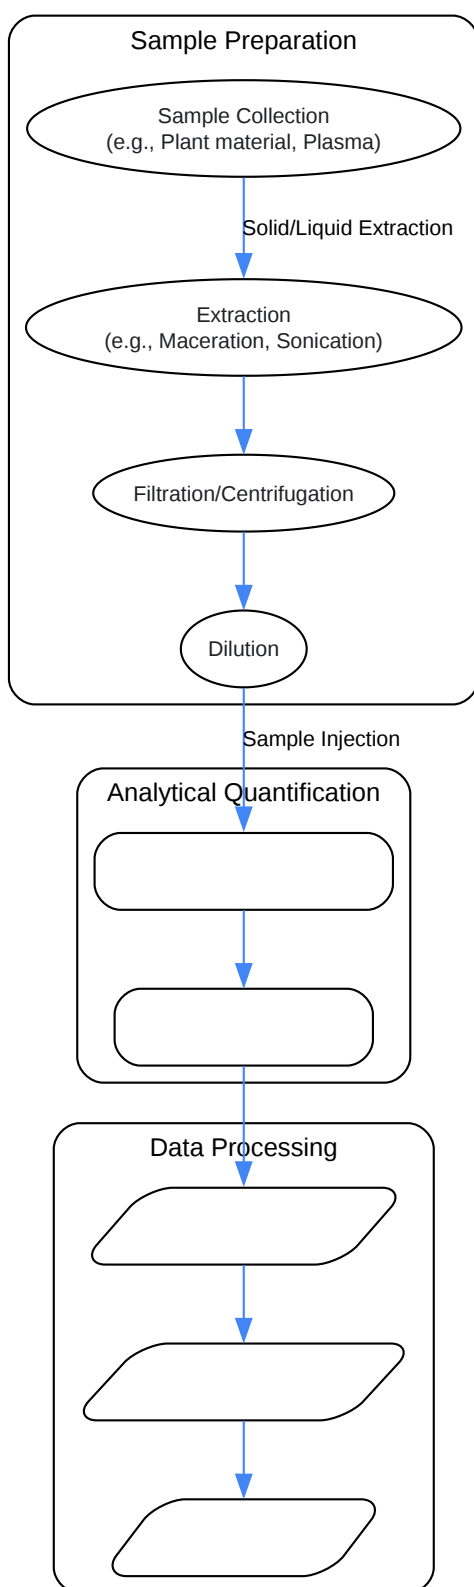 Sample Preparation
Sample Collection
(e.g., Plant material, Plasma)
Solid/Liquid Extraction
Extraction
(e.g., Maceration, Sonication)
Filtration/Centrifugation
Dilution
Sample Injection
Analytical Quantification
Data Processing